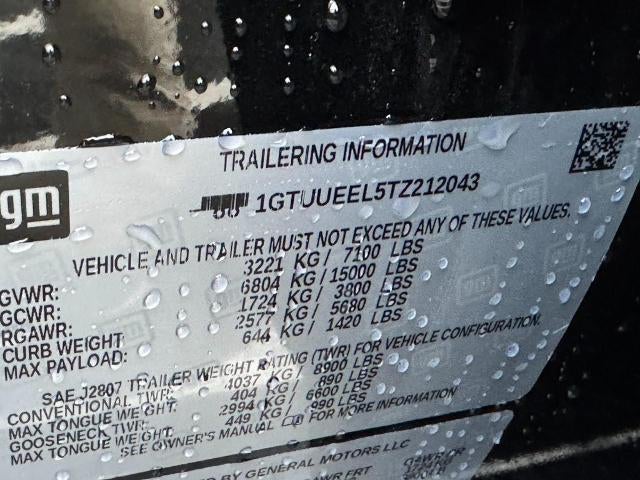 TRAILERING INFORMATION
gm
1GTUUEEL5TZ212043
VEHICLE AND TRAILER MUST NOT EXCEED ANY OF THESE VALUES.
GVWR: 3221 KG / 7100 LBS
GCWR: 6804 KG / 15000 LBS
RGAWR: 1724 KG / 3800 LBS
CURB WEIGHT: 2577 KG / 5680 LBS
MAX PAYLOAD: 644 KG / 1420 LBS
SAE J2807 TRAILER WEIGHT RATING (TWR) FOR VEHICLE CONFIGURATION.
CONVENTIONAL TWR: 4037 KG / 8900 LBS
MAX TONGUE WEIGHT: 404 KG / 890 LBS
GOOSENECK TWR: 2994 KG / 6600 LBS
MAX TONGUE WEIGHT: 449 KG / 990 LBS
SEE OWNER'S MANUAL FOR MORE INFORMATION
BY GENERAL MOTORS LLC
GAWR FRT